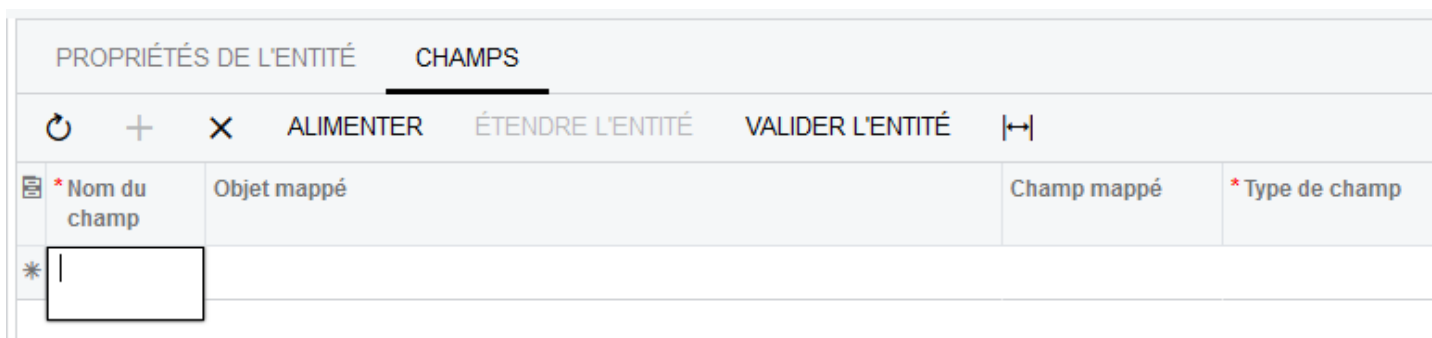 PROPRIÉTÉS DE L'ENTITÉ CHAMPS
ALIMENTER ÉTENDRE L'ENTITÉ VALIDER L'ENTITÉ
* Nom du champ Objet mappé Champ mappé * Type de champ